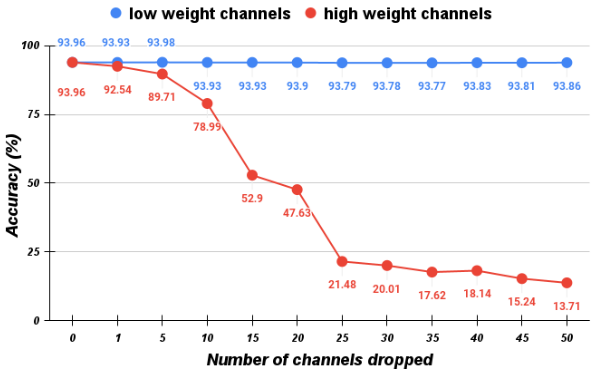 low weight channels high weight channels
100
93.96 93.93 93.98
93.93 93.93 93.9 93.79 93.78 93.77 93.83 93.81 93.86
93.96 92.54 89.71
75
78.99
Accuracy (%)
50
52.9
47.63
25
21.48 20.01 17.62 18.14 15.24 13.71
0
0 1 5 10 15 20 25 30 35 40 45 50
Number of channels dropped